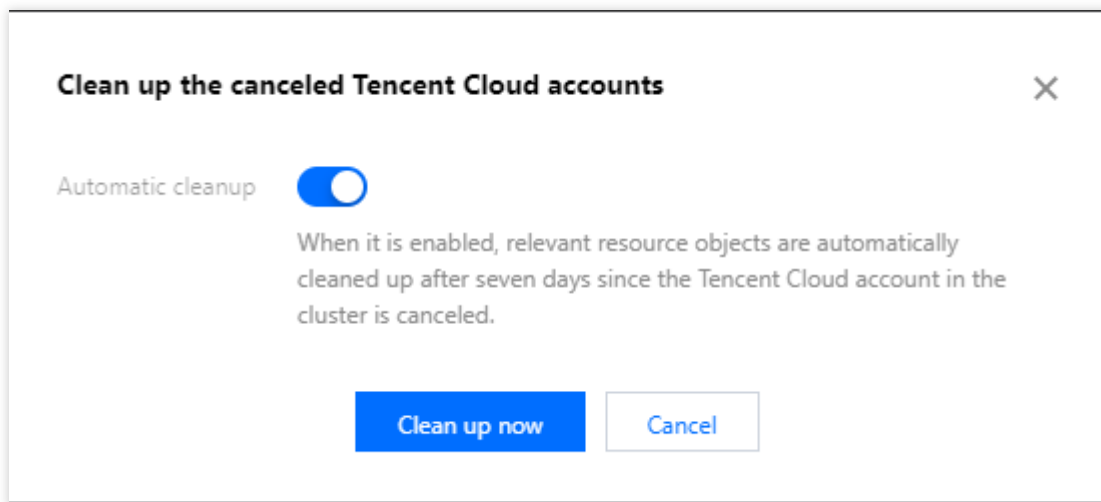 Clean up the canceled Tencent Cloud accounts
Automatic cleanup
When it is enabled, relevant resource objects are automatically
cleaned up after seven days since the Tencent Cloud account in the
cluster is canceled.
Clean up now
Cancel